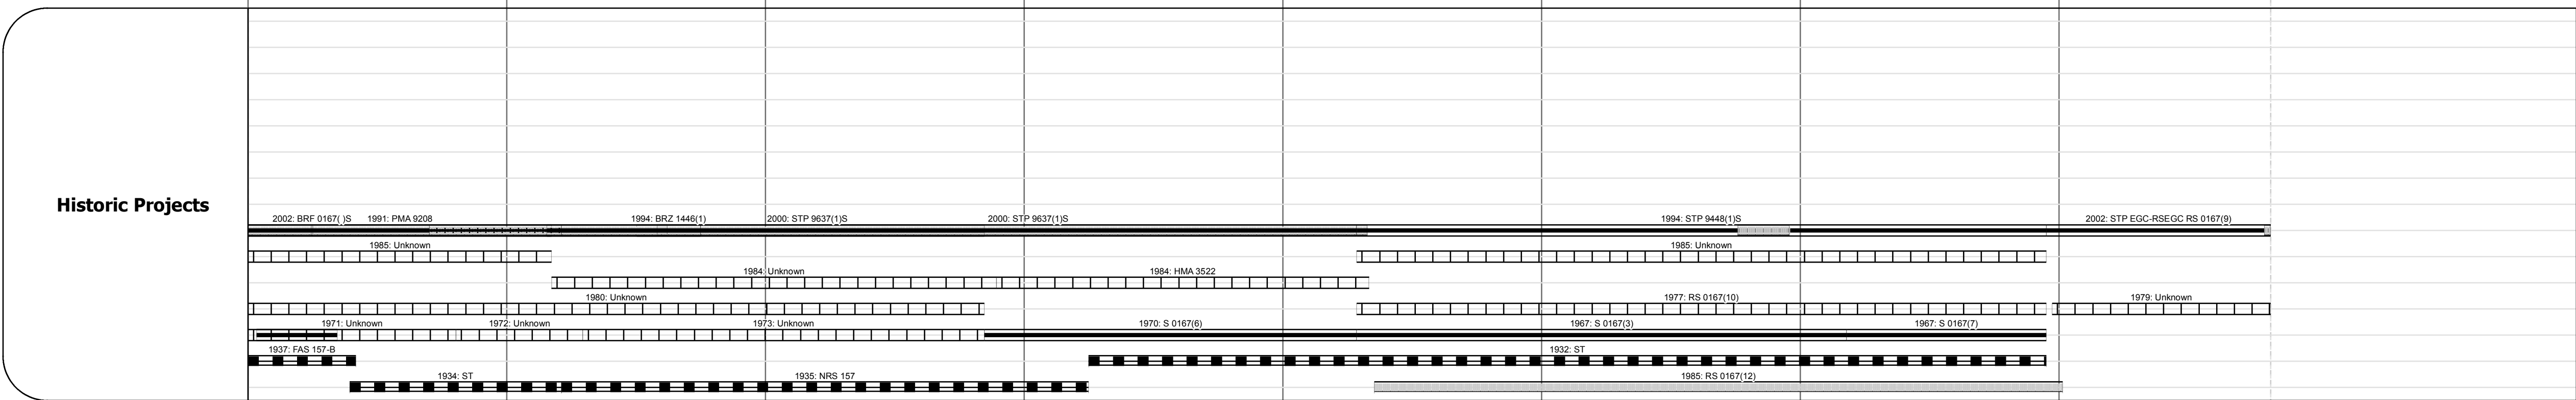 Historic Projects
2002: BRF 0167( )S 1991: PMA 9208 1994: BRZ 1446(1) 2000: STP 9637(1)S 2000: STP 9637(1)S 1994: STP 9448(1)S 2002: STP EGC-RSEGC RS 0167(9)
1985: Unknown 1985: Unknown
1984: Unknown 1984: HMA 3522
1980: Unknown 1977: RS 0167(10) 1979: Unknown
1971: Unknown 1972: Unknown 1973: Unknown 1970: S 0167(6) 1967: S 0167(3) 1967: S 0167(7)
1937: FAS 157-B 1932: ST
1934: ST 1935: NRS 157 1985: RS 0167(12)